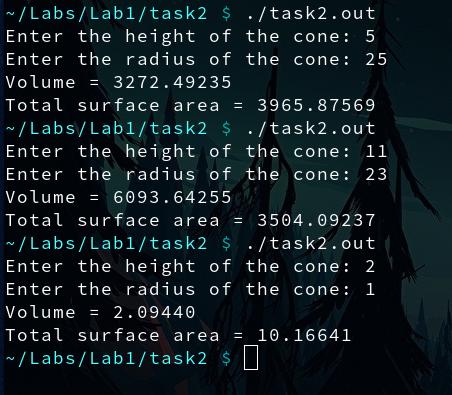 ~/Labs/Lab1/task2 $ ./task2.out
Enter the height of the cone: 5
Enter the radius of the cone: 25
Volume = 3272.49235
Total surface area = 3965.87569
~/Labs/Lab1/task2 $ ./task2.out
Enter the height of the cone: 11
Enter the radius of the cone: 23
Volume = 6093.64255
Total surface area = 3504.09237
~/Labs/Lab1/task2 $ ./task2.out
Enter the height of the cone: 2
Enter the radius of the cone: 1
Volume = 2.09440
Total surface area = 10.16641
~/Labs/Lab1/task2 $